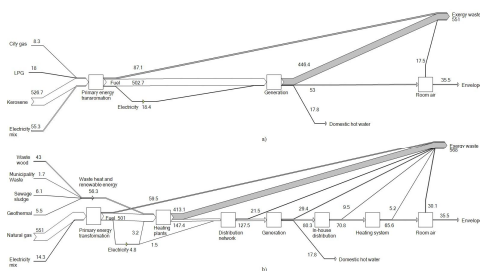 City gas 8.3
LPG 18
Kerosene 526.7
Electricity
mix 55.3
Primary energy
transformation
67.1
Fuel 502.7
Electricity 18.4
Generation
446.4
53
17.8
Domestic hot water
17.5
Room air
35.5
Envelope
Exergy waste
551
a)
Waste
wood 43
Municipality
Waste 1.7
Sewage
sludge 6.1
Geothermal 5.5
Natural gas 551
Electricity
mix 14.3
Waste heat and
renewable energy
56.3
Primary energy
transformation
Fuel 501
Electricity 4.8
3.2
1.5
59.5
Heating
plants
413.1
147.4
Distribution
network
21.5
127.5
Generation
29.4
17.8
Domestic hot water
80.3
In-house
distribution
9.5
70.8
Heating system
5.2
65.6
Room air
30.1
35.5
Envelope
Exergy waste
b)